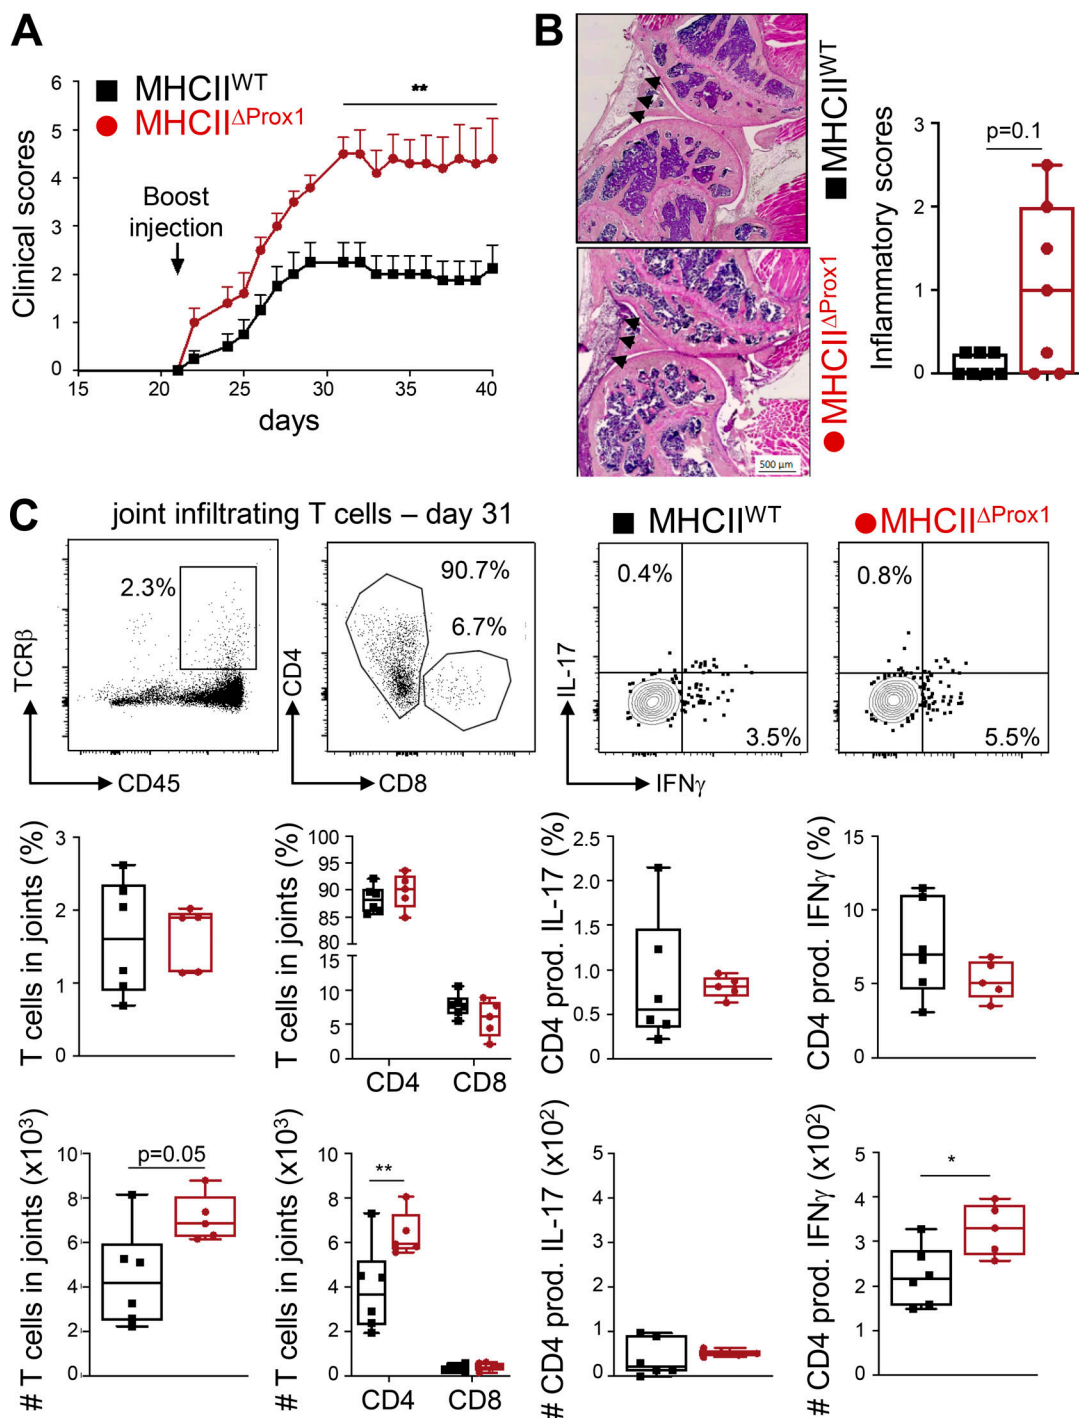 A
MHCII^WT
MHCII^ΔProx1
**
Clinical scores
6
5
4
3
2
1
0
Boost
injection
15 20 25 30 35 40
days
B
■MHCII^WT
●MHCII^ΔProx1
500 µm
Inflammatory scores
3
2
1
0
p=0.1
C
joint infiltrating T cells – day 31
MHCII^WT
MHCII^ΔProx1
2.3%
TCRβ
CD45
90.7%
6.7%
CD4
CD8
0.4%
3.5%
IL-17
IFNγ
0.8%
5.5%
T cells in joints (%)
3
2
1
0
T cells in joints (%)
100
95
90
85
80
15
10
5
0
CD4 CD8
CD4 prod. IL-17 (%)
2.5
2.0
1.5
1.0
0.5
0
CD4 prod. IFNγ (%)
15
10
5
0
# T cells in joints (x10³)
10
8
6
4
2
0
p=0.05
# T cells in joints (x10³)
10
8
6
4
2
0
**
CD4 CD8
# CD4 prod. IL-17 (x10²)
5
4
3
2
1
0
# CD4 prod. IFNγ (x10²)
5
4
3
2
1
0
*